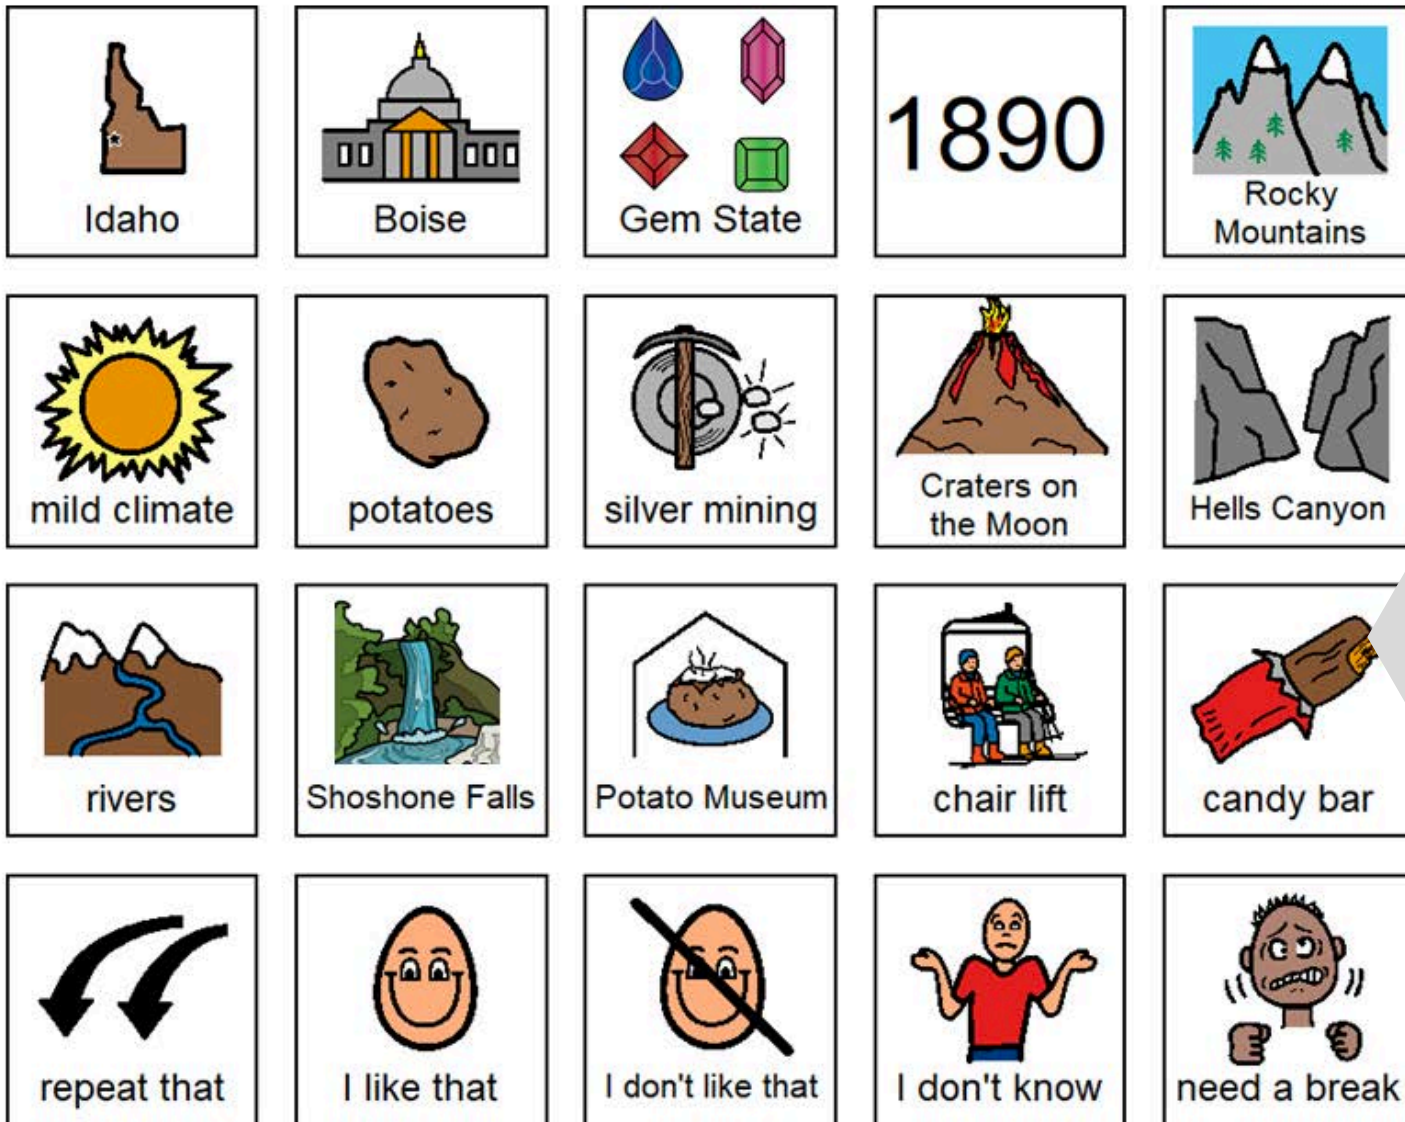 Idaho
Boise
Gem State
1890
Rocky
Mountains
mild climate
potatoes
silver mining
Craters on
the Moon
Hells Canyon
rivers
Shoshone Falls
Potato Museum
chair lift
candy bar
repeat that
I like that
I don't like that
I don't know
need a break